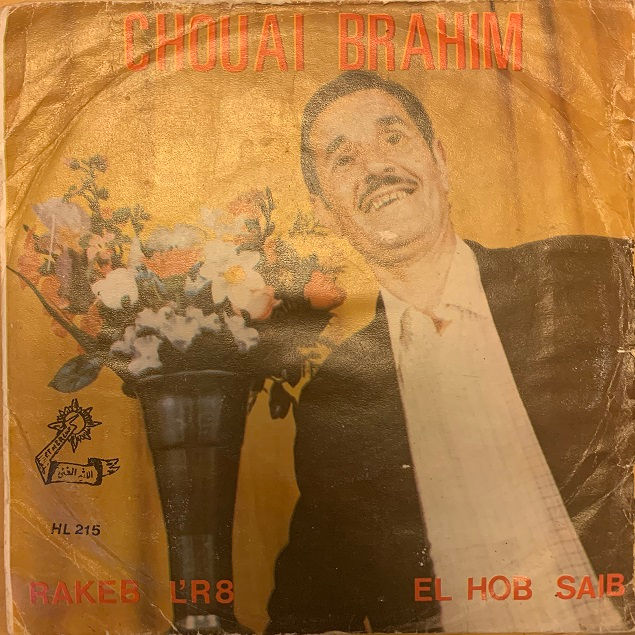 CHOUAI BRAHIM
HL 215
RAKEB L'R8
EL HOB SAIB